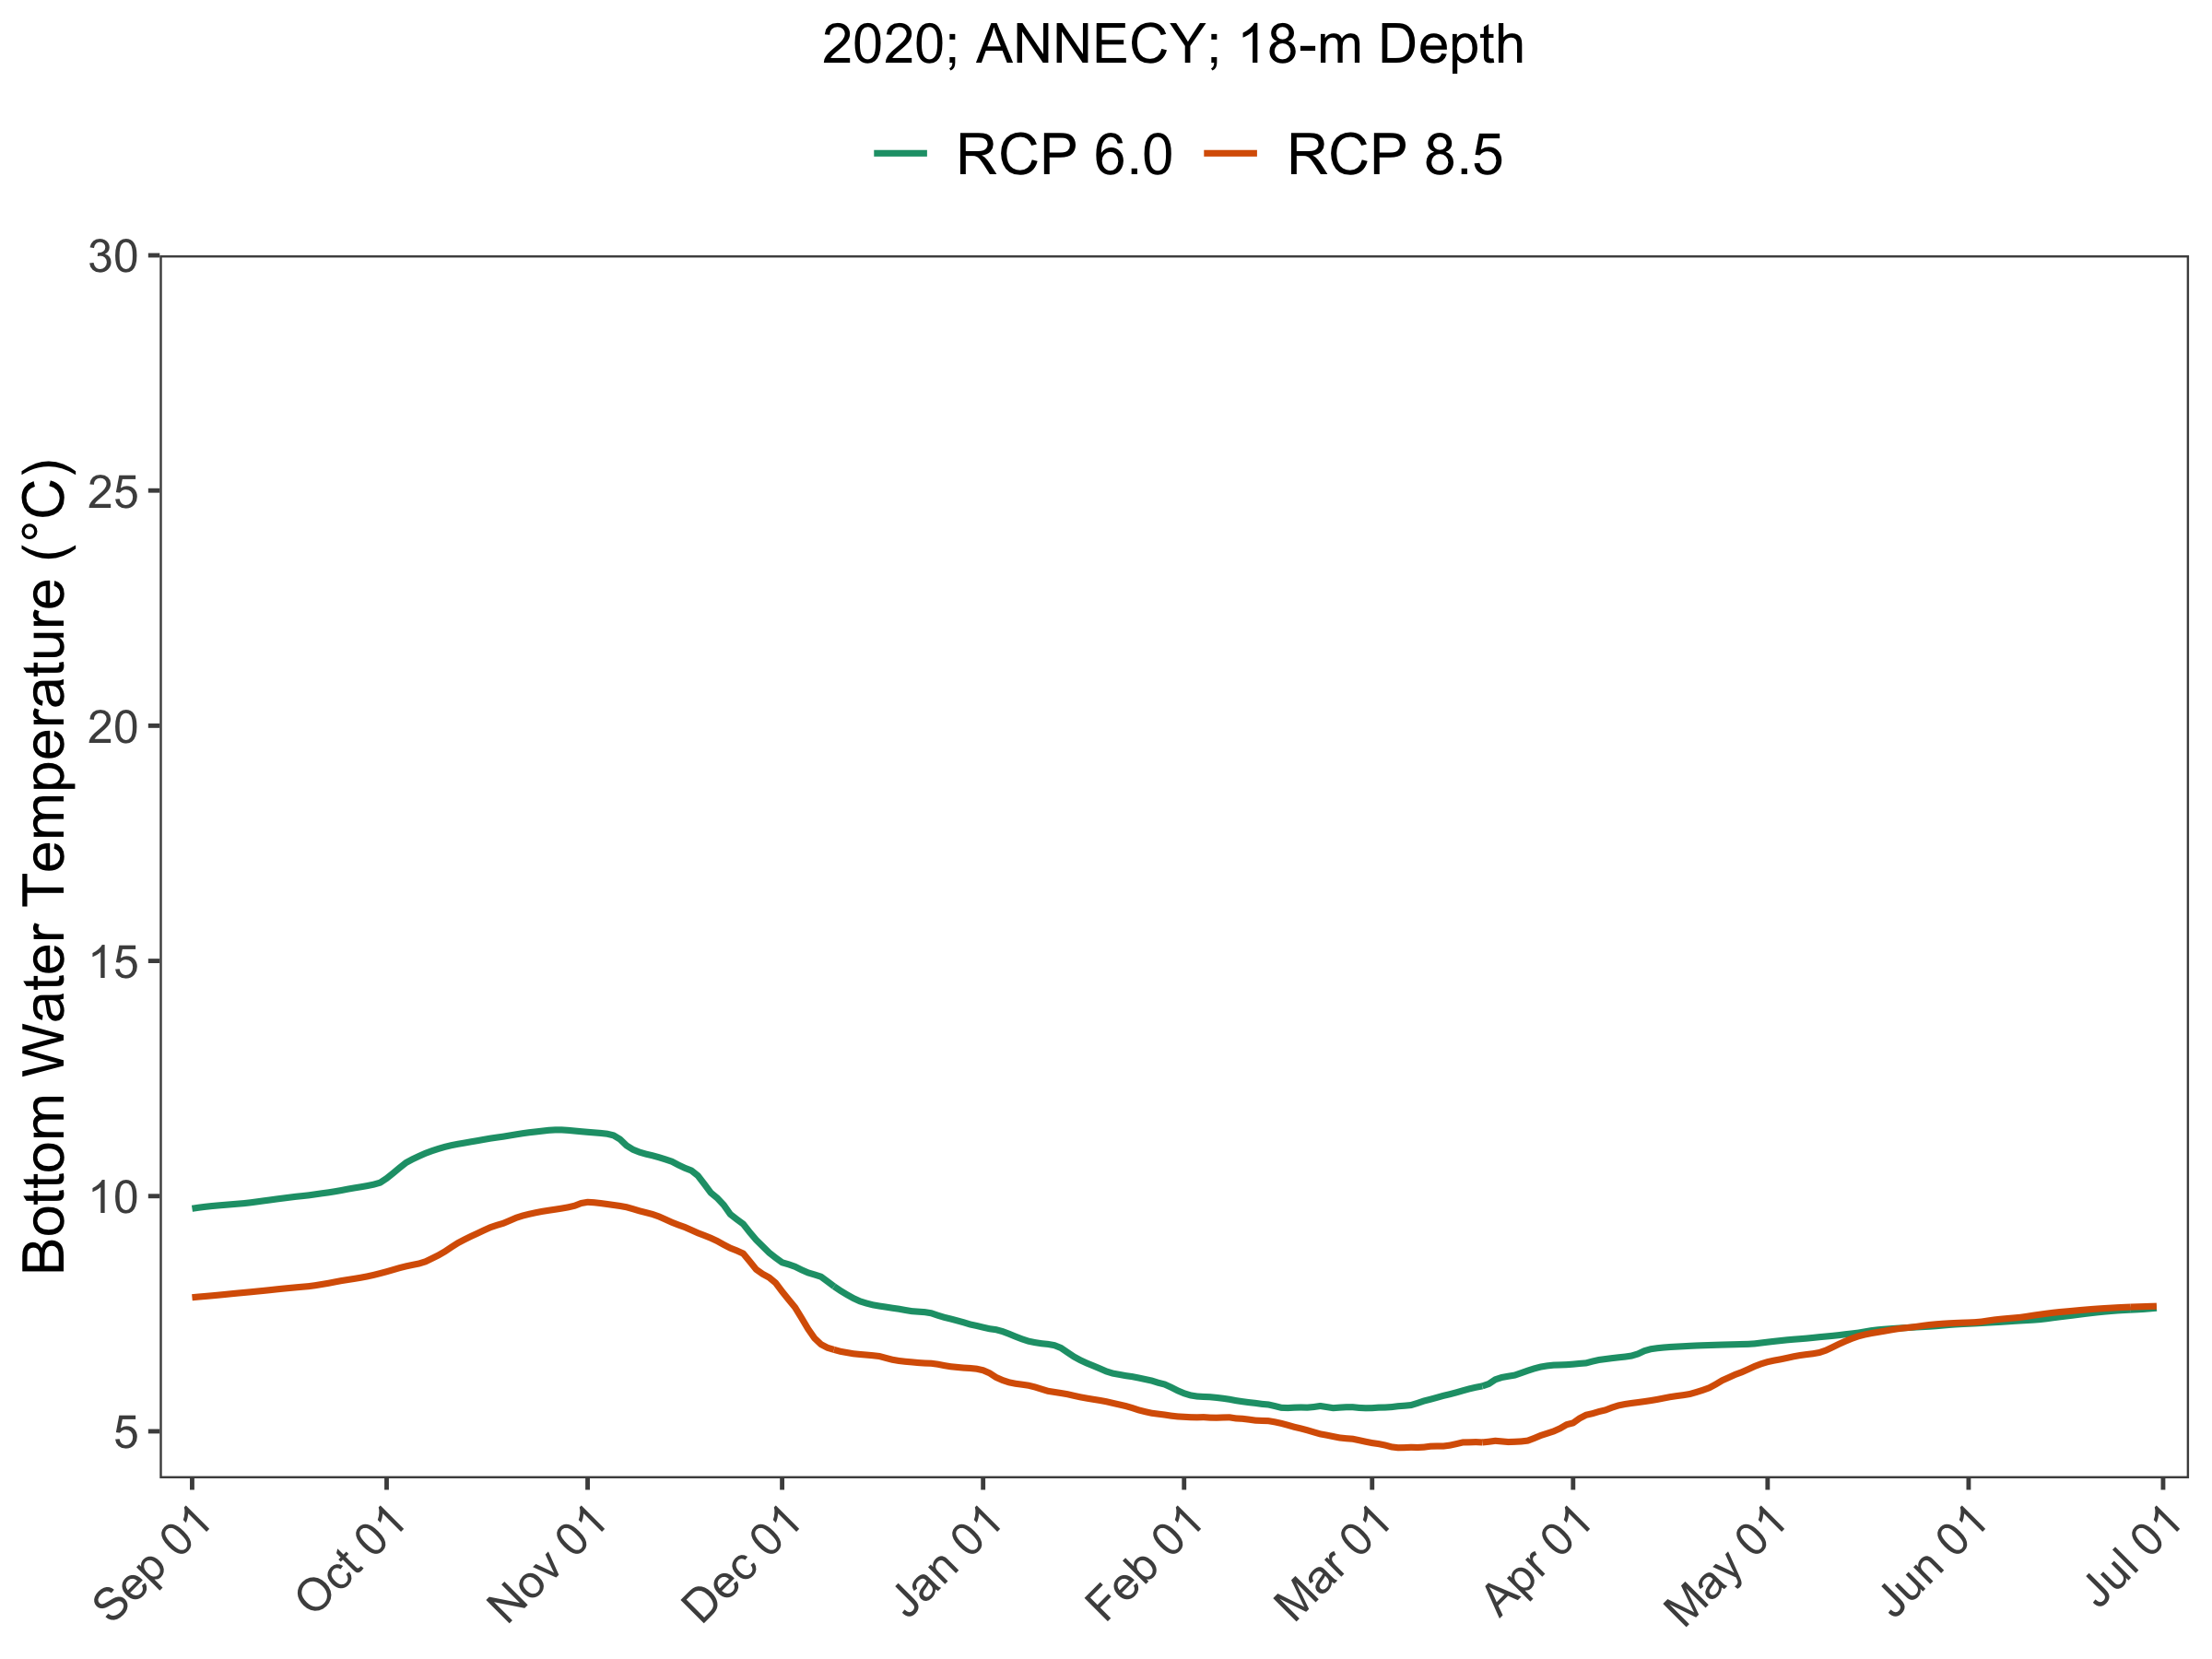 2020; ANNECY; 18-m Depth
RCP 6.0 RCP 8.5
Bottom Water Temperature (°C)
30
25
20
15
10
5
Sep 01
Oct 01
Nov 01
Dec 01
Jan 01
Feb 01
Mar 01
Apr 01
May 01
Jun 01
Jul 01